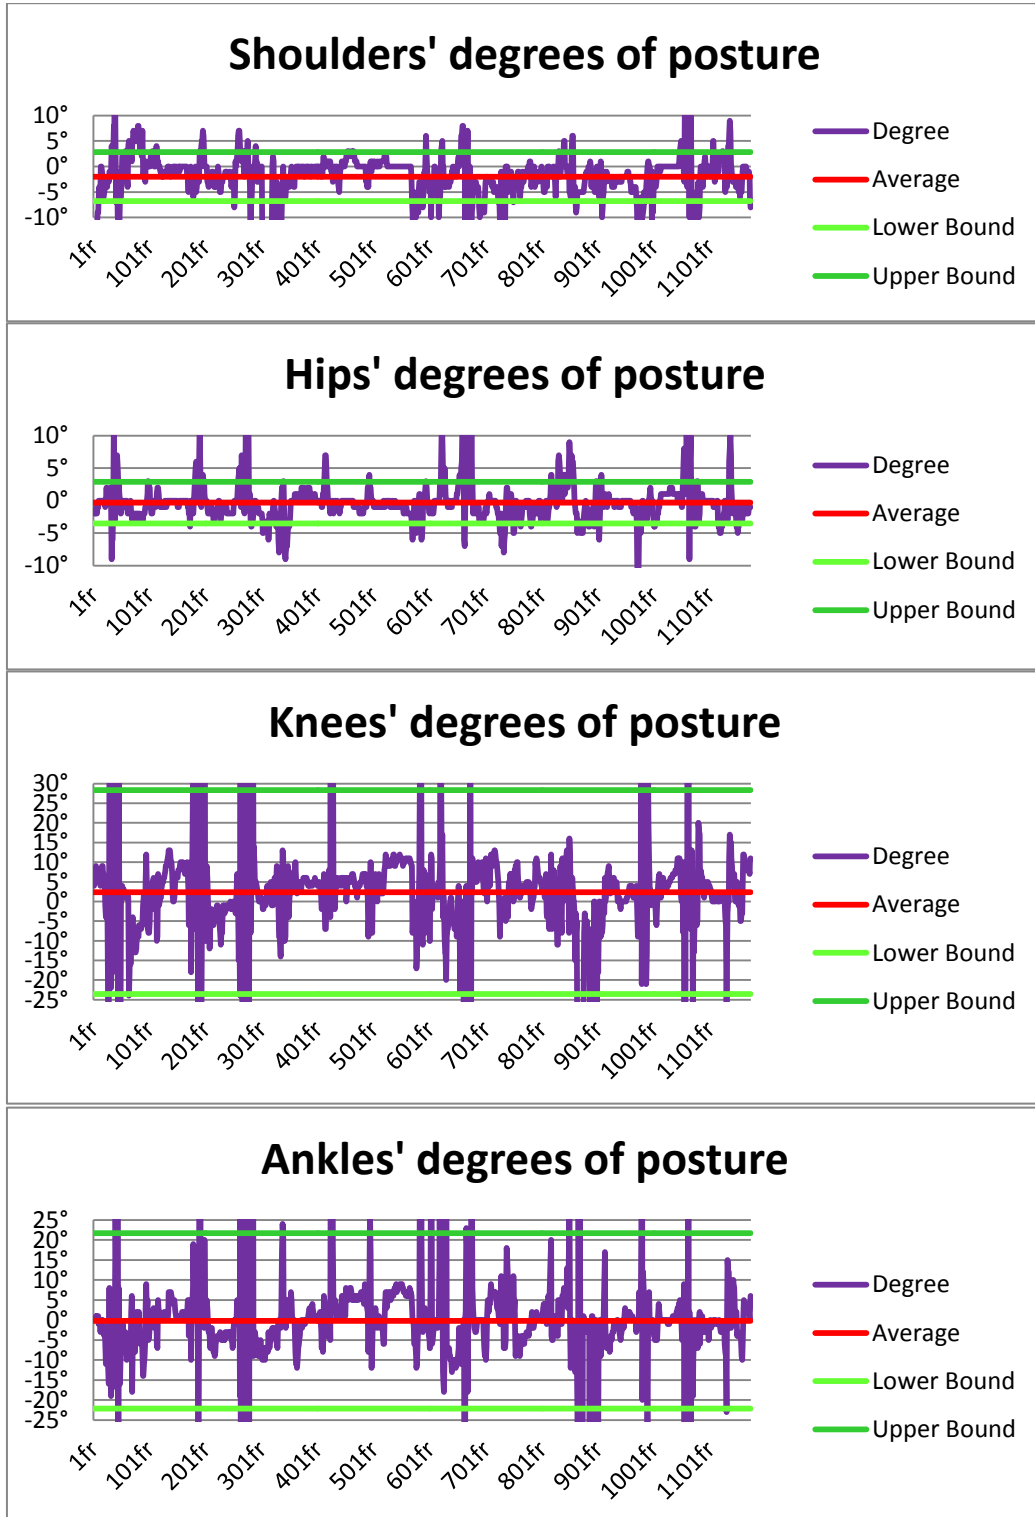 Shoulders' degrees of posture
10°
5°
0°
-5°
-10°
1fr
101fr
201fr
301fr
401fr
501fr
601fr
701fr
801fr
901fr
1001fr
1101fr
Degree
Average
Lower Bound
Upper Bound
Hips' degrees of posture
10°
5°
0°
-5°
-10°
1fr
101fr
201fr
301fr
401fr
501fr
601fr
701fr
801fr
901fr
1001fr
1101fr
Degree
Average
Lower Bound
Upper Bound
Knees' degrees of posture
30°
25°
20°
15°
10°
5°
0°
-5°
-10°
-15°
-20°
-25°
1fr
101fr
201fr
301fr
401fr
501fr
601fr
701fr
801fr
901fr
1001fr
1101fr
Degree
Average
Lower Bound
Upper Bound
Ankles' degrees of posture
25°
20°
15°
10°
5°
0°
-5°
-10°
-15°
-20°
-25°
1fr
101fr
201fr
301fr
401fr
501fr
601fr
701fr
801fr
901fr
1001fr
1101fr
Degree
Average
Lower Bound
Upper Bound